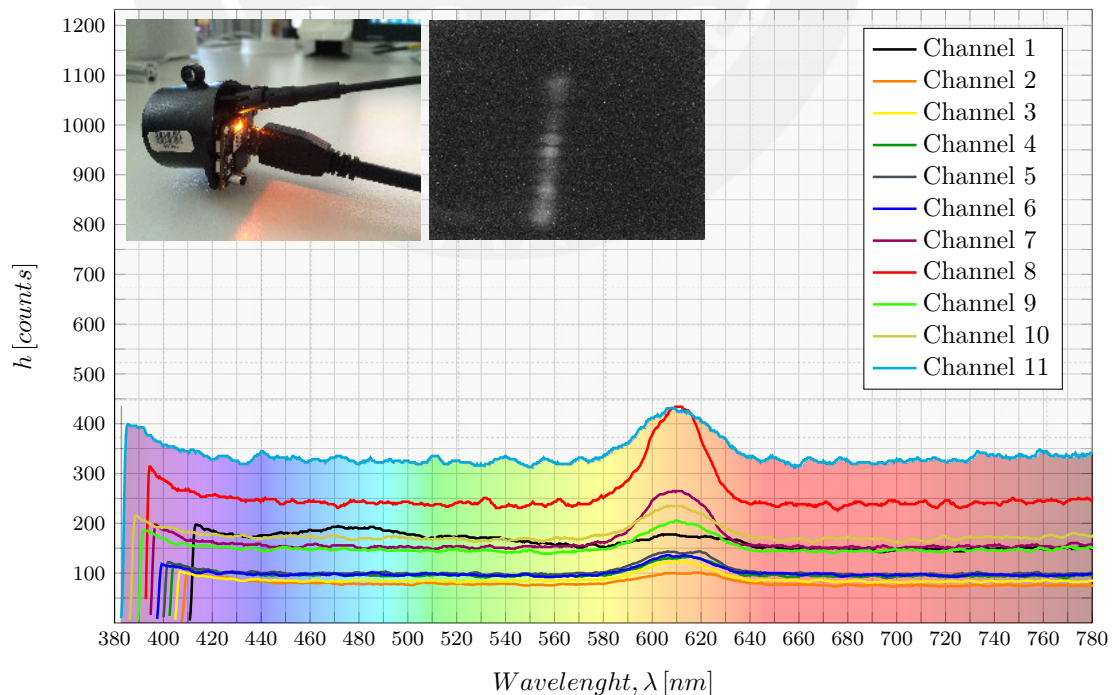 1200
1100
1000
900
800
700
600
500
400
300
200
100
h [counts]
380 400 420 440 460 480 500 520 540 560 580 600 620 640 660 680 700 720 740 760 780
Wavelenght, λ [nm]
Channel 1
Channel 2
Channel 3
Channel 4
Channel 5
Channel 6
Channel 7
Channel 8
Channel 9
Channel 10
Channel 11